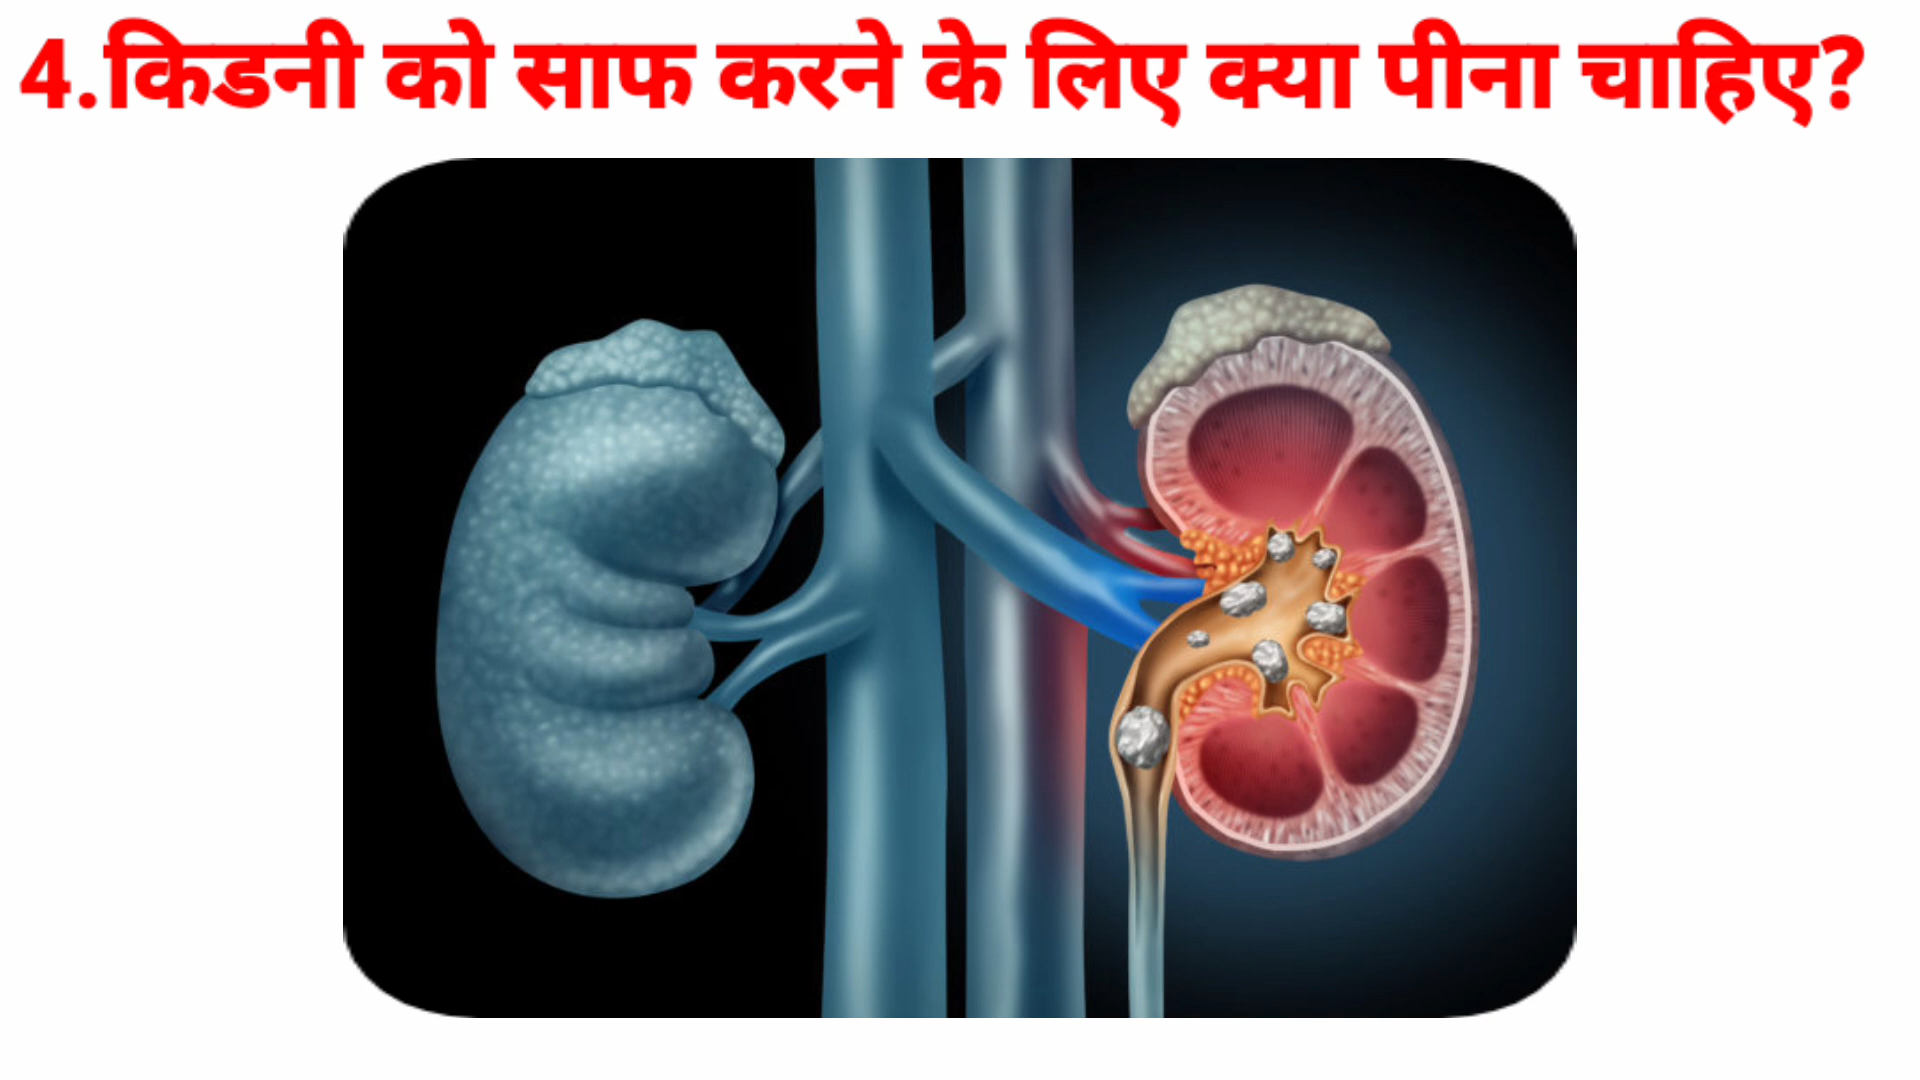 4.किडनी को साफ करने के लिए क्या पीना चाहिए?